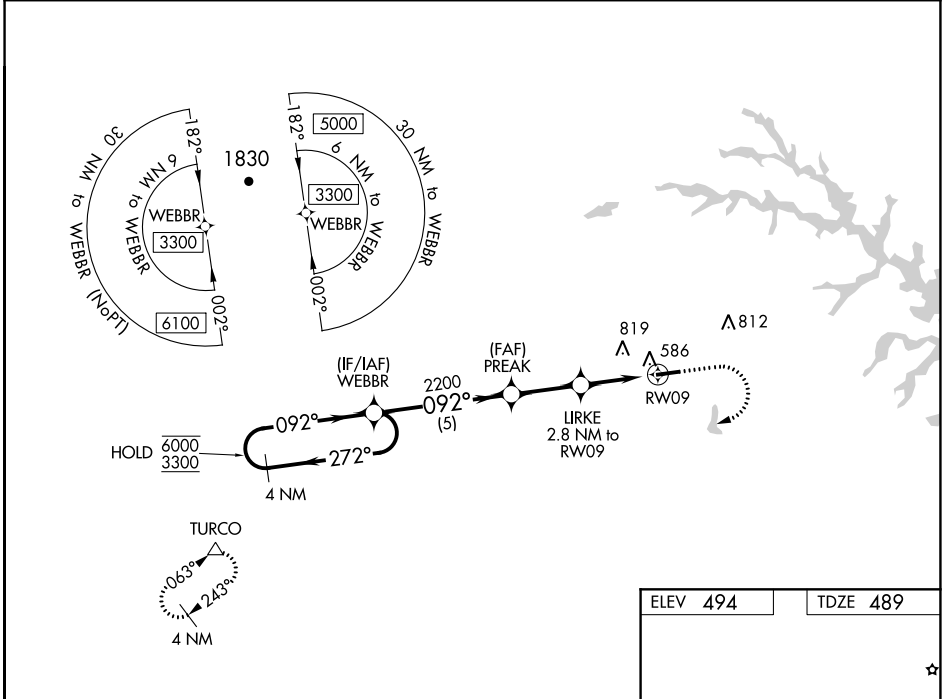 30 NM to WEBBR (NoPT)
6 NM to WEBBR
182°
WEBBR
3300
002°
6100
1830
182°
5000
30 NM to WEBBR
6 NM to WEBBR
3300
WEBBR
002°
819
812
586
RW09
(IF/IAF)
WEBBR
2200
092°
(5)
(FAF)
PREAK
LIRKE
2.8 NM to
RW09
092°
272°
HOLD 6000
3300
4 NM
TURCO
063°
243°
4 NM
ELEV 494
TDZE 489